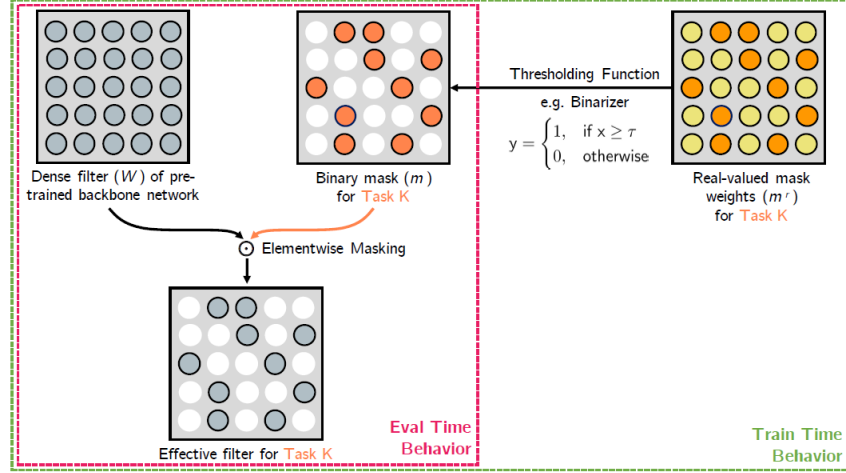 Dense filter (W) of pre-
trained backbone network
Binary mask (m)
for Task K
Thresholding Function
e.g. Binarizer
y = {1, if x ≥ τ
0, otherwise
Real-valued mask
weights (m r)
for Task K
⊙ Elementwise Masking
Effective filter for Task K
Eval Time
Behavior
Train Time
Behavior